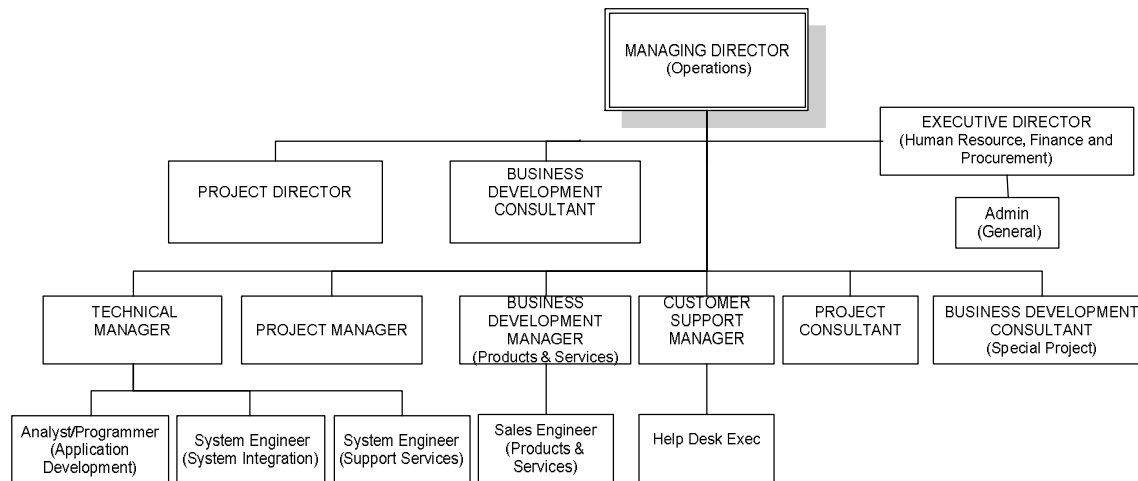 MANAGING DIRECTOR
(Operations)
EXECUTIVE DIRECTOR
(Human Resource, Finance and
Procurement)
PROJECT DIRECTOR
BUSINESS
DEVELOPMENT
CONSULTANT
Admin
(General)
TECHNICAL
MANAGER
PROJECT MANAGER
BUSINESS
DEVELOPMENT
MANAGER
(Products & Services)
CUSTOMER
SUPPORT
MANAGER
PROJECT
CONSULTANT
BUSINESS DEVELOPMENT
CONSULTANT
(Special Project)
Analyst/Programmer
(Application
Development)
System Engineer
(System Integration)
System Engineer
(Support Services)
Sales Engineer
(Products &
Services)
Help Desk Exec